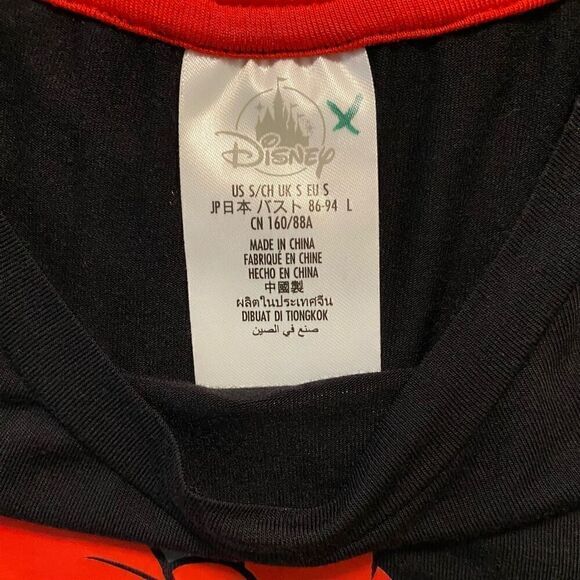 Disney
US S/CH UK S EU S
JP日本 バスト 86-94 L
CN 160/88A
MADE IN CHINA
FABRIQUÉ EN CHINE
HECHO EN CHINA
中國製
ผลิตในประเทศจีน
DIBUAT DI TIONGKOK
صنع في الصين